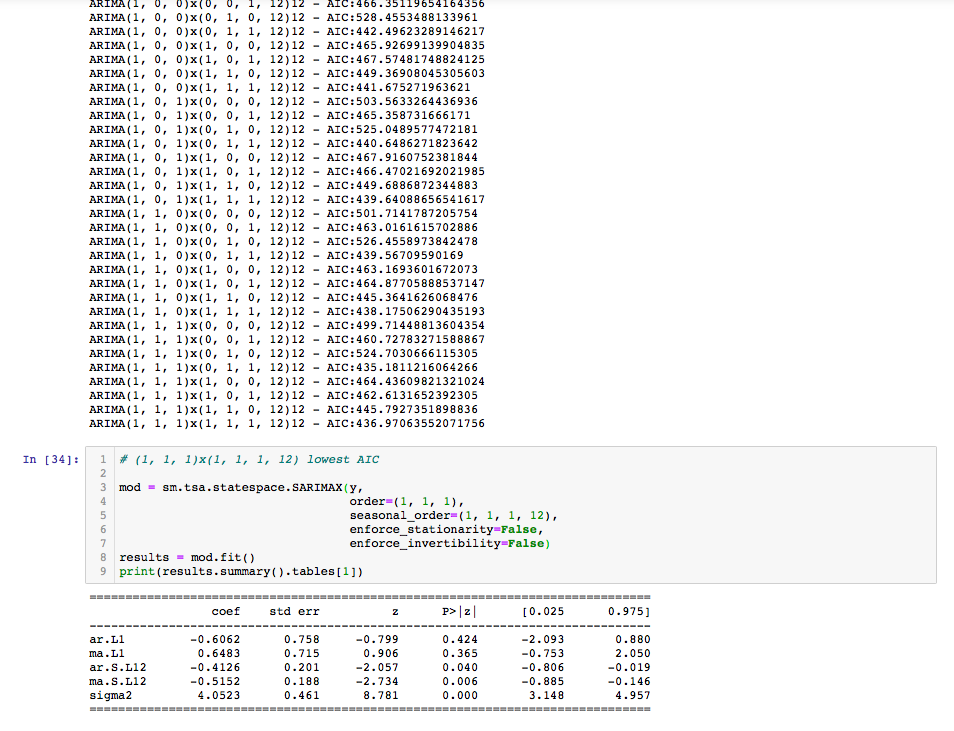 ARIMA(1, 0, 0)x(0, 0, 1, 12)12 - AIC:466.35119654164356
ARIMA(1, 0, 0)x(0, 1, 0, 12)12 - AIC:528.4553488133961
ARIMA(1, 0, 0)x(0, 1, 1, 12)12 - AIC:442.49623289146217
ARIMA(1, 0, 0)x(1, 0, 0, 12)12 - AIC:465.92699139904835
ARIMA(1, 0, 0)x(1, 0, 1, 12)12 - AIC:467.57481748824125
ARIMA(1, 0, 0)x(1, 1, 0, 12)12 - AIC:449.36908045305603
ARIMA(1, 0, 0)x(1, 1, 1, 12)12 - AIC:441.675271963621
ARIMA(1, 0, 1)x(0, 0, 0, 12)12 - AIC:503.5633264436936
ARIMA(1, 0, 1)x(0, 0, 1, 12)12 - AIC:465.358731666171
ARIMA(1, 0, 1)x(0, 1, 0, 12)12 - AIC:525.0489577472181
ARIMA(1, 0, 1)x(0, 1, 1, 12)12 - AIC:440.6486271823642
ARIMA(1, 0, 1)x(1, 0, 0, 12)12 - AIC:467.9160752381844
ARIMA(1, 0, 1)x(1, 0, 1, 12)12 - AIC:466.47021692021985
ARIMA(1, 0, 1)x(1, 1, 0, 12)12 - AIC:449.6886872344883
ARIMA(1, 0, 1)x(1, 1, 1, 12)12 - AIC:439.64088656541617
ARIMA(1, 1, 0)x(0, 0, 0, 12)12 - AIC:501.7141787205754
ARIMA(1, 1, 0)x(0, 0, 1, 12)12 - AIC:463.0161615702886
ARIMA(1, 1, 0)x(0, 1, 0, 12)12 - AIC:526.4558973842478
ARIMA(1, 1, 0)x(0, 1, 1, 12)12 - AIC:439.56709590169
ARIMA(1, 1, 0)x(1, 0, 0, 12)12 - AIC:463.1693601672073
ARIMA(1, 1, 0)x(1, 0, 1, 12)12 - AIC:464.87705888537147
ARIMA(1, 1, 0)x(1, 1, 0, 12)12 - AIC:445.3641626068476
ARIMA(1, 1, 0)x(1, 1, 1, 12)12 - AIC:438.17506290435193
ARIMA(1, 1, 1)x(0, 0, 0, 12)12 - AIC:499.71448813604354
ARIMA(1, 1, 1)x(0, 0, 1, 12)12 - AIC:460.72783271588867
ARIMA(1, 1, 1)x(0, 1, 0, 12)12 - AIC:524.7030666115305
ARIMA(1, 1, 1)x(0, 1, 1, 12)12 - AIC:435.1811216064266
ARIMA(1, 1, 1)x(1, 0, 0, 12)12 - AIC:464.43609821321024
ARIMA(1, 1, 1)x(1, 0, 1, 12)12 - AIC:462.6131652392305
ARIMA(1, 1, 1)x(1, 1, 0, 12)12 - AIC:445.7927351898836
ARIMA(1, 1, 1)x(1, 1, 1, 12)12 - AIC:436.97063552071756
In [34]: 1 # (1, 1, 1)x(1, 1, 1, 12) lowest AIC
2
3 mod = sm.tsa.statespace.SARIMAX(y,
4 order=(1, 1, 1),
5 seasonal_order=(1, 1, 1, 12),
6 enforce_stationarity=False,
7 enforce_invertibility=False)
8 results = mod.fit()
9 print(results.summary().tables[1])
==============================================================================
coef std err z P>|z| [0.025 0.975]
------------------------------------------------------------------------------
ar.L1 -0.6062 0.758 -0.799 0.424 -2.093 0.880
ma.L1 0.6483 0.715 0.906 0.365 -0.753 2.050
ar.S.L12 -0.4126 0.201 -2.057 0.040 -0.806 -0.019
ma.S.L12 -0.5152 0.188 -2.734 0.006 -0.885 -0.146
sigma2 4.0523 0.461 8.781 0.000 3.148 4.957
==============================================================================